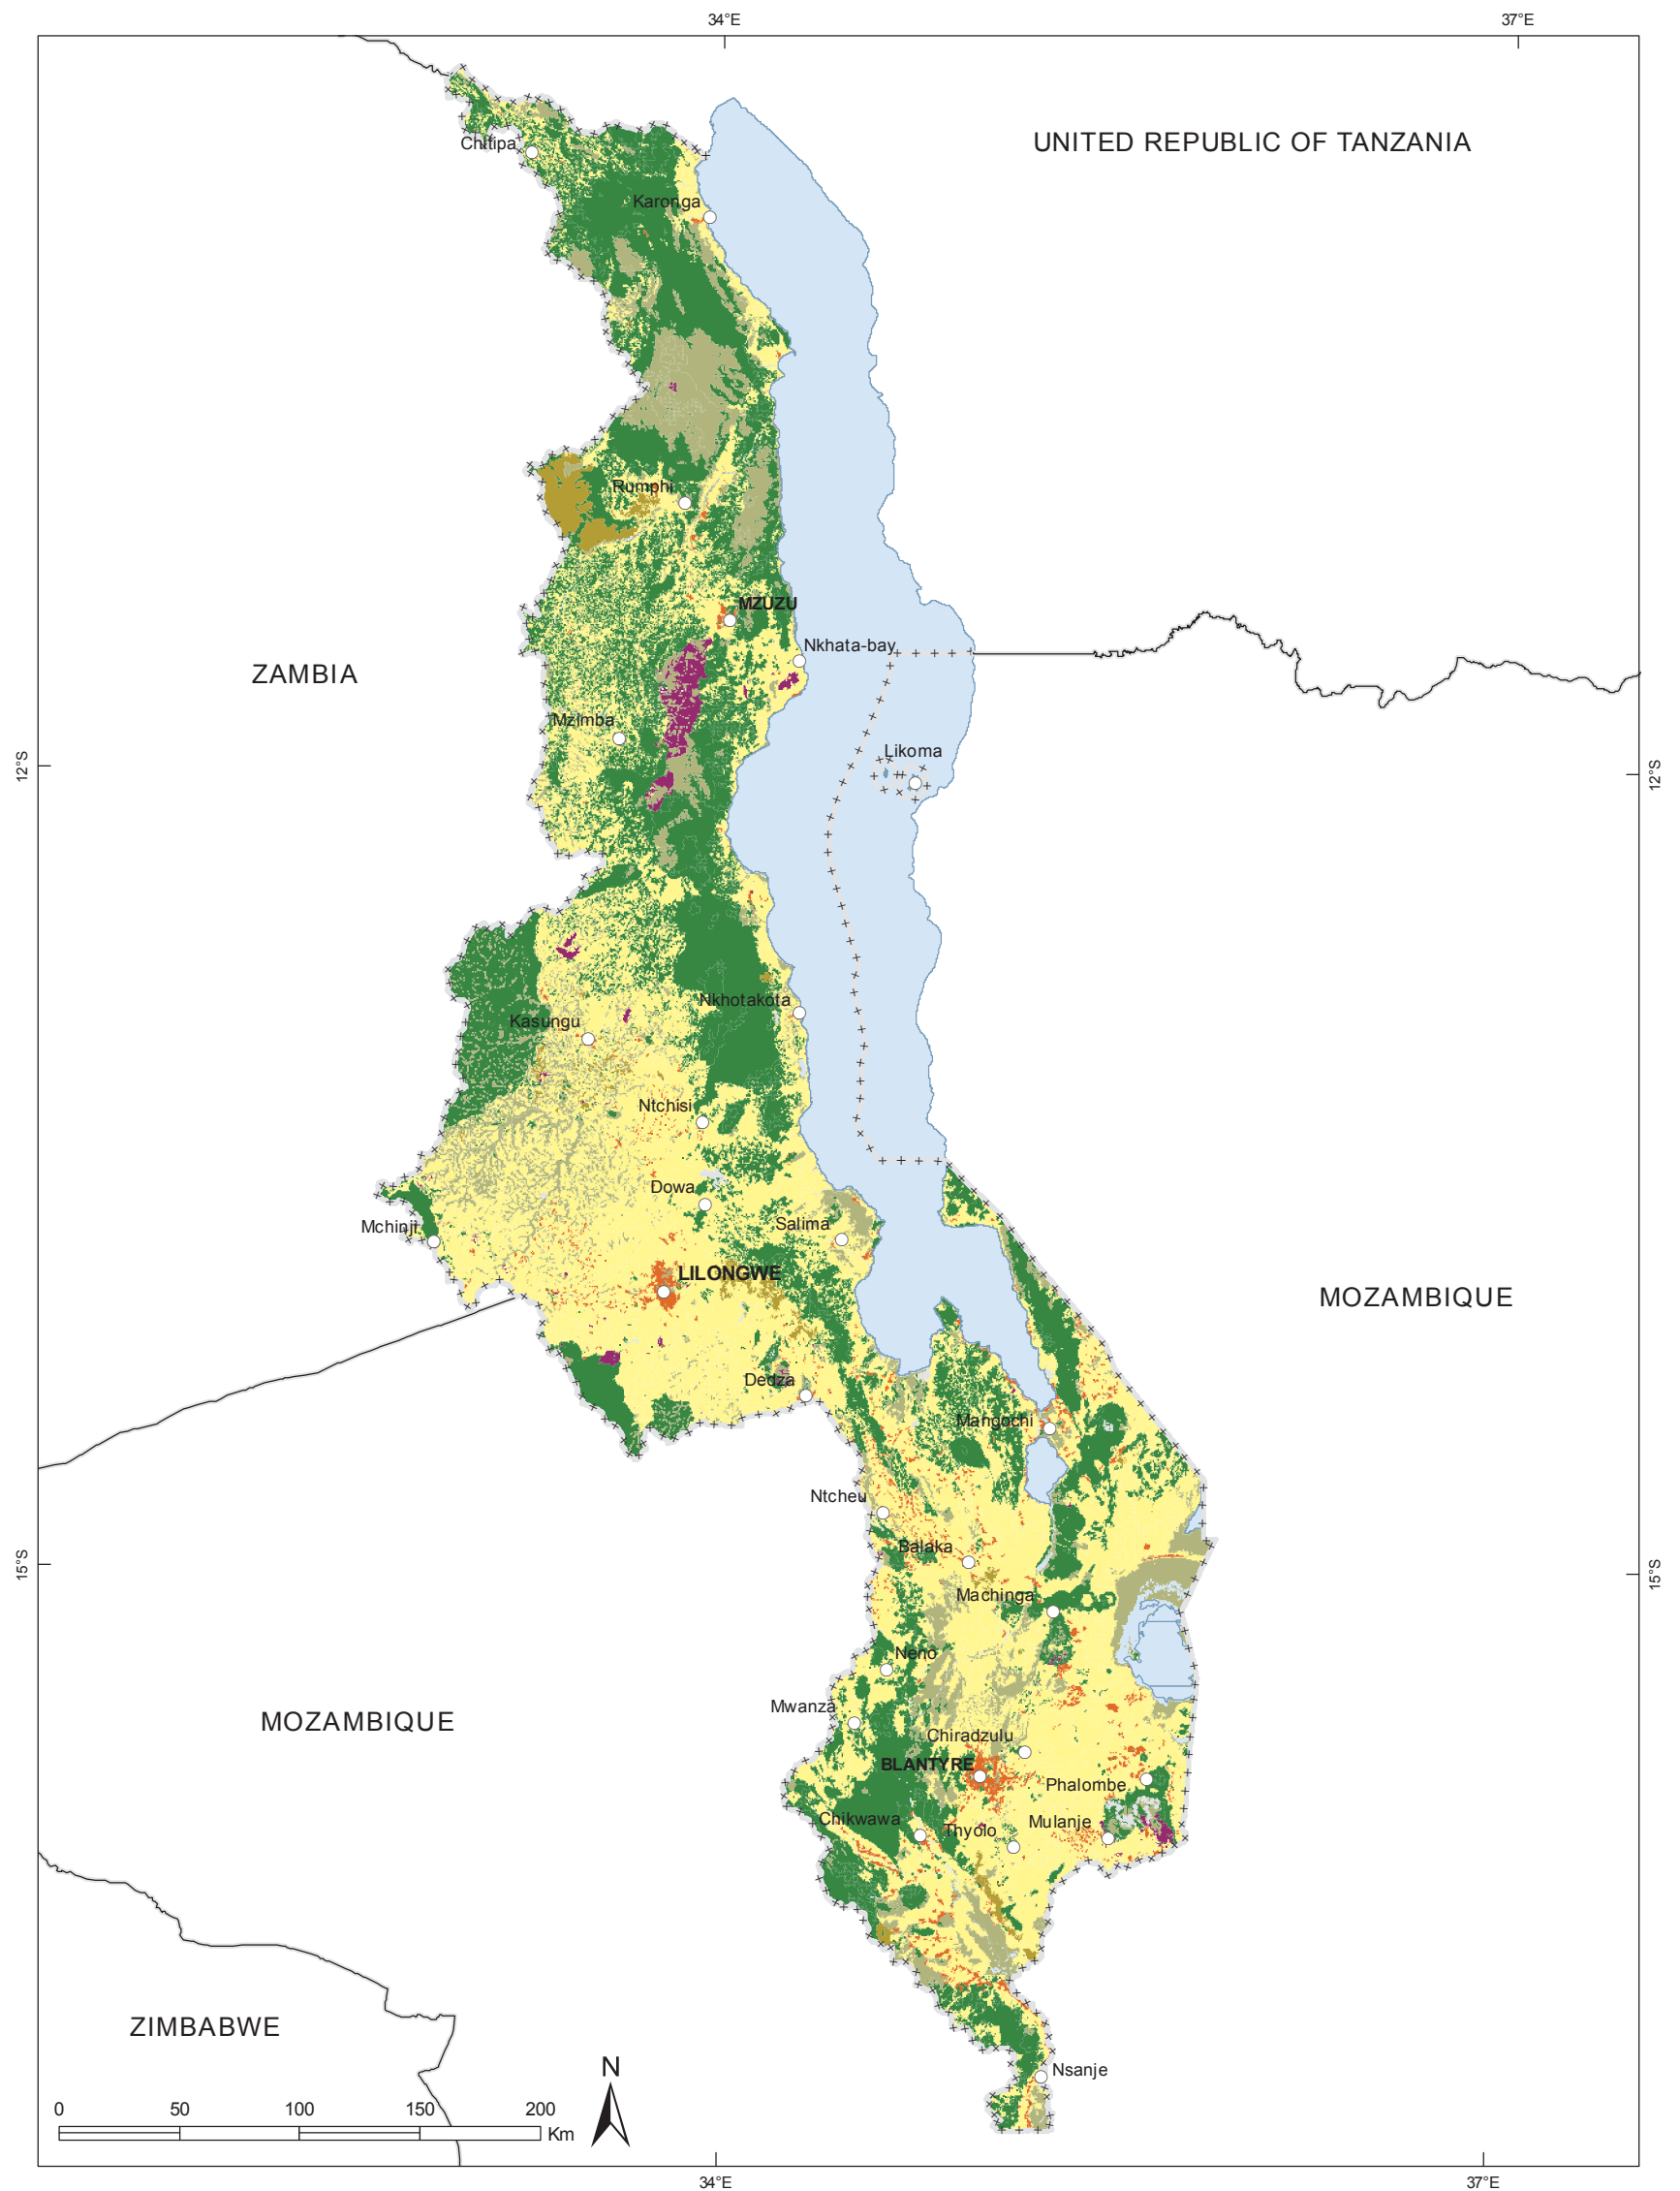 34°E
37°E
UNITED REPUBLIC OF TANZANIA
Chitipa
Karonga
Rumphi
MZUZU
Nkhata-bay
ZAMBIA
Mzimba
Likoma
12°S
12°S
Nkhotakota
Kasungu
Ntchisi
Dowa
Mchinji
Salima
LILONGWE
MOZAMBIQUE
Dedza
Mangochi
Ntcheu
Balaka
15°S
15°S
Machinga
Neno
Mwanza
MOZAMBIQUE
Chiradzulu
BLANTYRE
Phalombe
Chikwawa
Thyolo
Mulanje
ZIMBABWE
N
Nsanje
0 50 100 150 200
Km
34°E
37°E